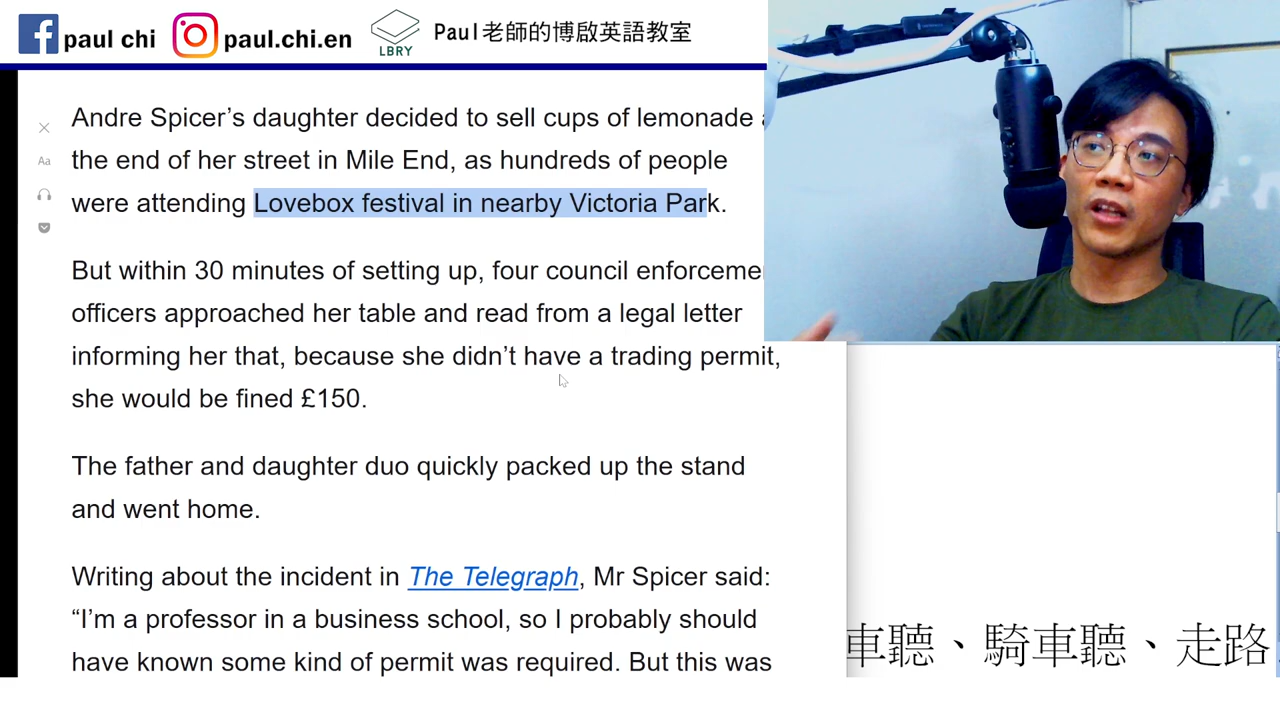 paul chi
paul.chi.en
LBRY
Paul老師的博啟英語教室
Andre Spicer’s daughter decided to sell cups of lemonade
the end of her street in Mile End, as hundreds of people
were attending Lovebox festival in nearby Victoria Park.
But within 30 minutes of setting up, four council enforceme
officers approached her table and read from a legal letter
informing her that, because she didn’t have a trading permit,
she would be fined £150.
The father and daughter duo quickly packed up the stand
and went home.
Writing about the incident in The Telegraph, Mr Spicer said:
“I’m a professor in a business school, so I probably should
have known some kind of permit was required. But this was
Aa
車聽、騎車聽、走路